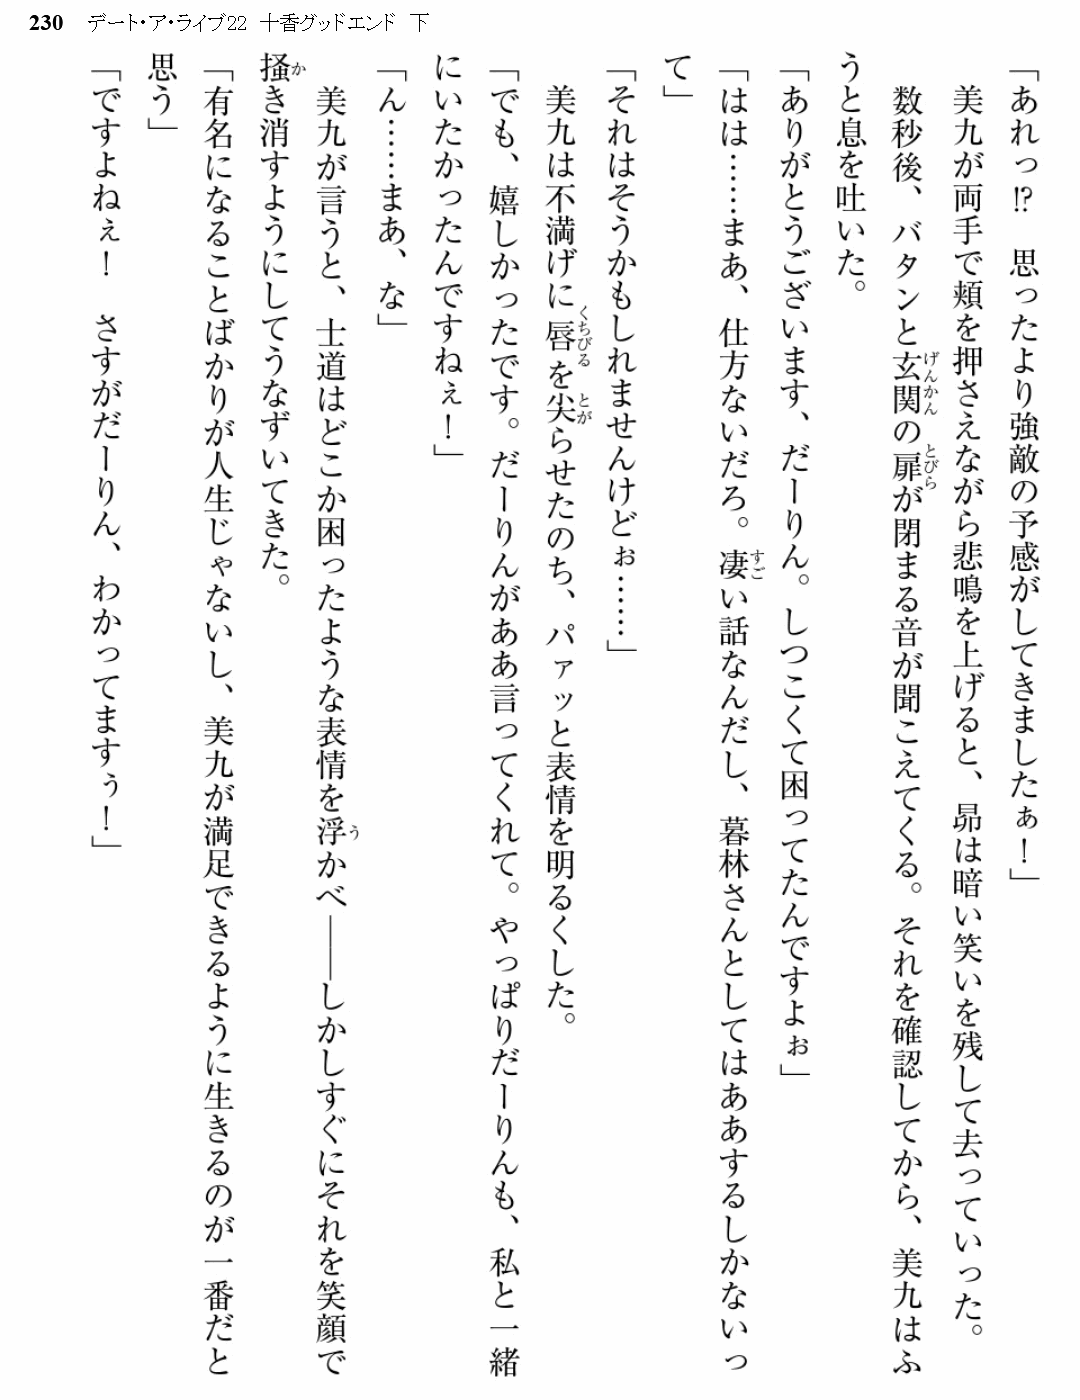 230 デート・ア・ライブ22 十香グッドエンド 下
「あれっ!? 思ったより強敵の予感がしてきましたぁ！」
美九が両手で頬を押さえながら悲鳴を上げると、昴は暗い笑いを残して去っていった。
数秒後、バタンと玄関の扉が閉まる音が聞こえてくる。それを確認してから、美九はふ
うと息を吐いた。
「ありがとうございます、だーりん。しつこくて困ってたんですよぉ」
「はは……まあ、仕方ないだろ。凄い話なんだし、暮林さんとしてはああするしかないっ
て」
「それはそうかもしれませんけどぉ……」
美九は不満げに唇を尖らせたのち、パァッと表情を明るくした。
「でも、嬉しかったです。だーりんがああ言ってくれて。やっぱりだーりんも、私と一緒
にいたかったんですねぇ！」
「ん……まあ、な」
美九が言うと、士道はどこか困ったような表情を浮かべ――しかしすぐにそれを笑顔で
掻き消すようにしてうなずいてきた。
「有名になることばかりが人生じゃないし、美九が満足できるように生きるのが一番だと
思う」
「ですよねぇ！ さすがだーりん、わかってますぅ！」